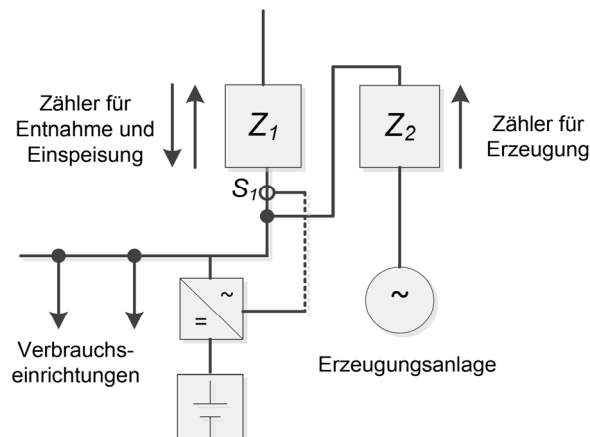 Zähler für
Entnahme und
Einspeisung
Z1
Z2
Zähler für
Erzeugung
S1
~
=
~
Verbrauchs-
einrichtungen
Erzeugungsanlage